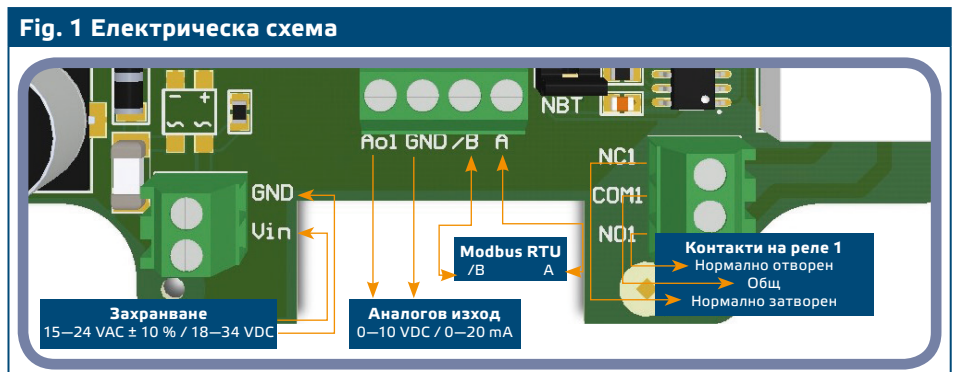 Fig. 1 Електрическа схема
Ao1 GND /B A
NBT
NC1
COM1
NO1
GND
Vin
Modbus RTU
/B A
Контакти на реле 1
Нормално отворен
Общ
Нормално затворен
Захранване
15—24 VAC ± 10 % / 18—34 VDC
Аналогов изход
0—10 VDC / 0—20 mA